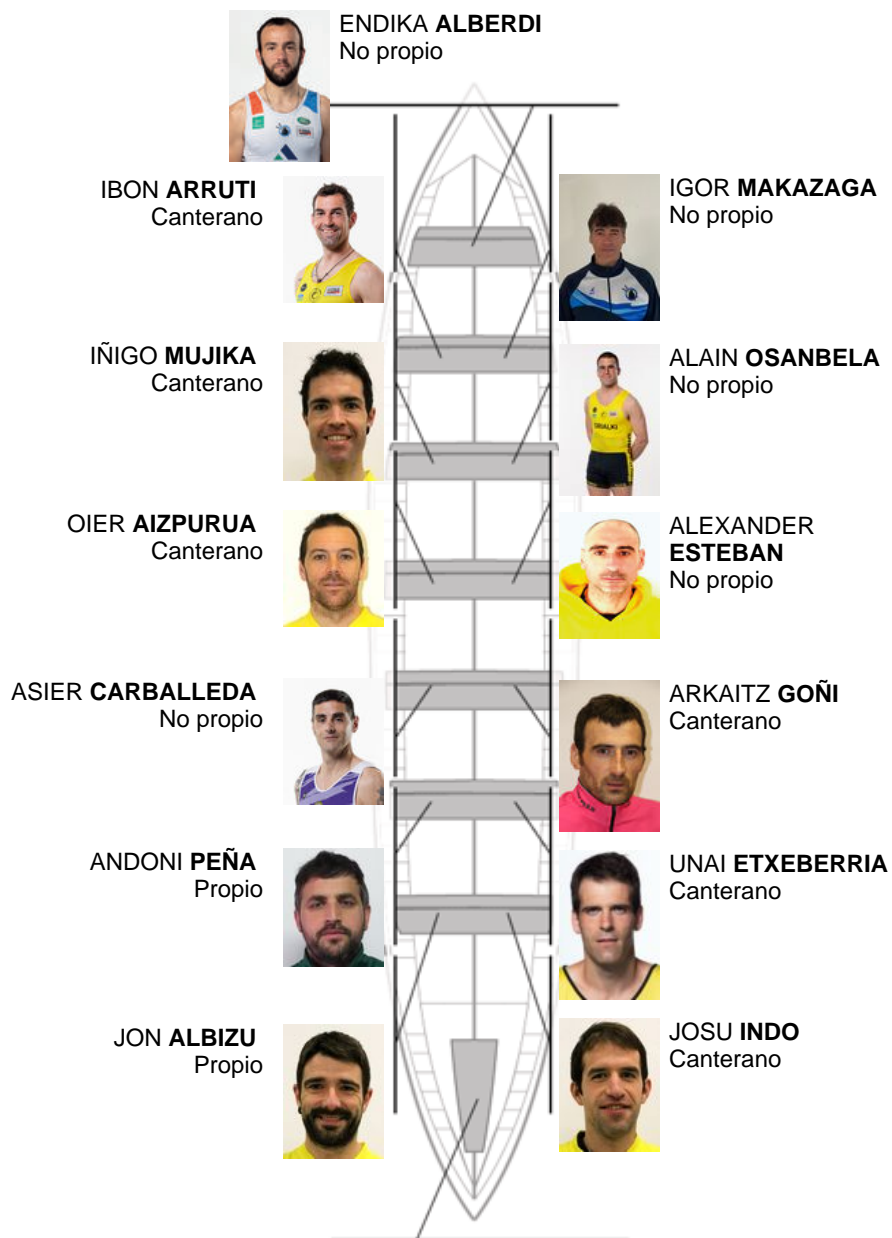 ENDIKA ALBERDI
No propio
IBON ARRUTI
Canterano
IGOR MAKAZAGA
No propio
IÑIGO MUJIKA
Canterano
ALAIN OSANBELA
No propio
OIER AIZPURUA
Canterano
ALEXANDER
ESTEBAN
No propio
ASIER CARBALLEDA
No propio
ARKAITZ GOÑI
Canterano
ANDONI PEÑA
Propio
UNAI ETXEBERRIA
Canterano
JON ALBIZU
Propio
JOSU INDO
Canterano